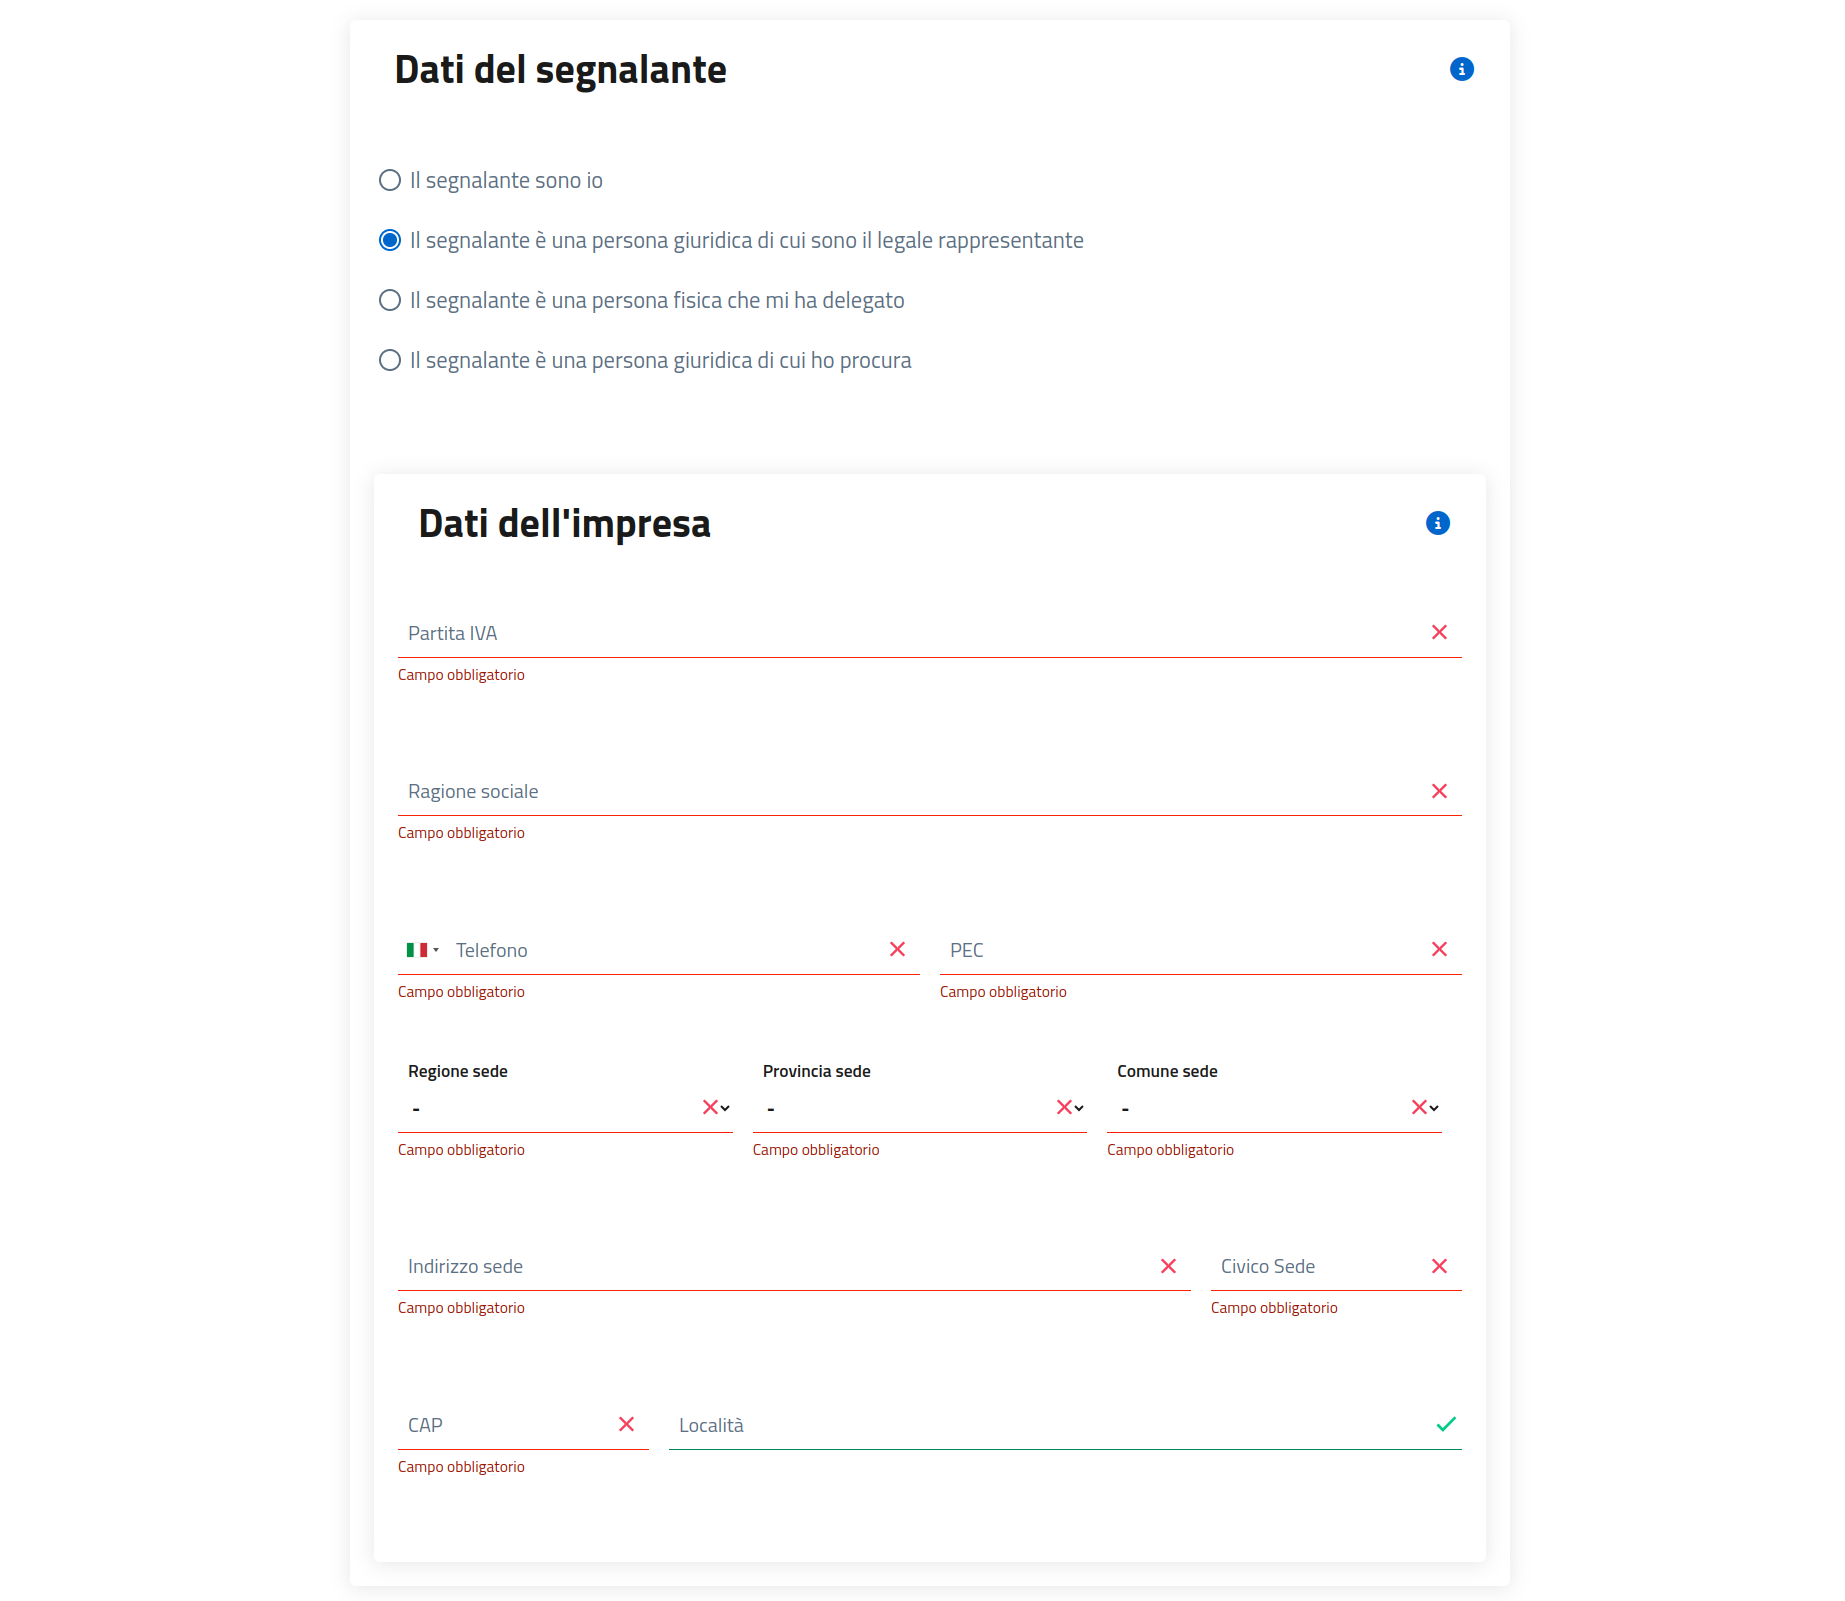 Dati del segnalante
Il segnalante sono io
Il segnalante è una persona giuridica di cui sono il legale rappresentante
Il segnalante è una persona fisica che mi ha delegato
Il segnalante è una persona giuridica di cui ho procura
Dati dell'impresa
Partita IVA
Campo obbligatorio
Ragione sociale
Campo obbligatorio
Telefono PEC
Campo obbligatorio Campo obbligatorio
Regione sede Provincia sede Comune sede
- - -
Campo obbligatorio Campo obbligatorio Campo obbligatorio
Indirizzo sede Civico Sede
Campo obbligatorio Campo obbligatorio
CAP Località
Campo obbligatorio